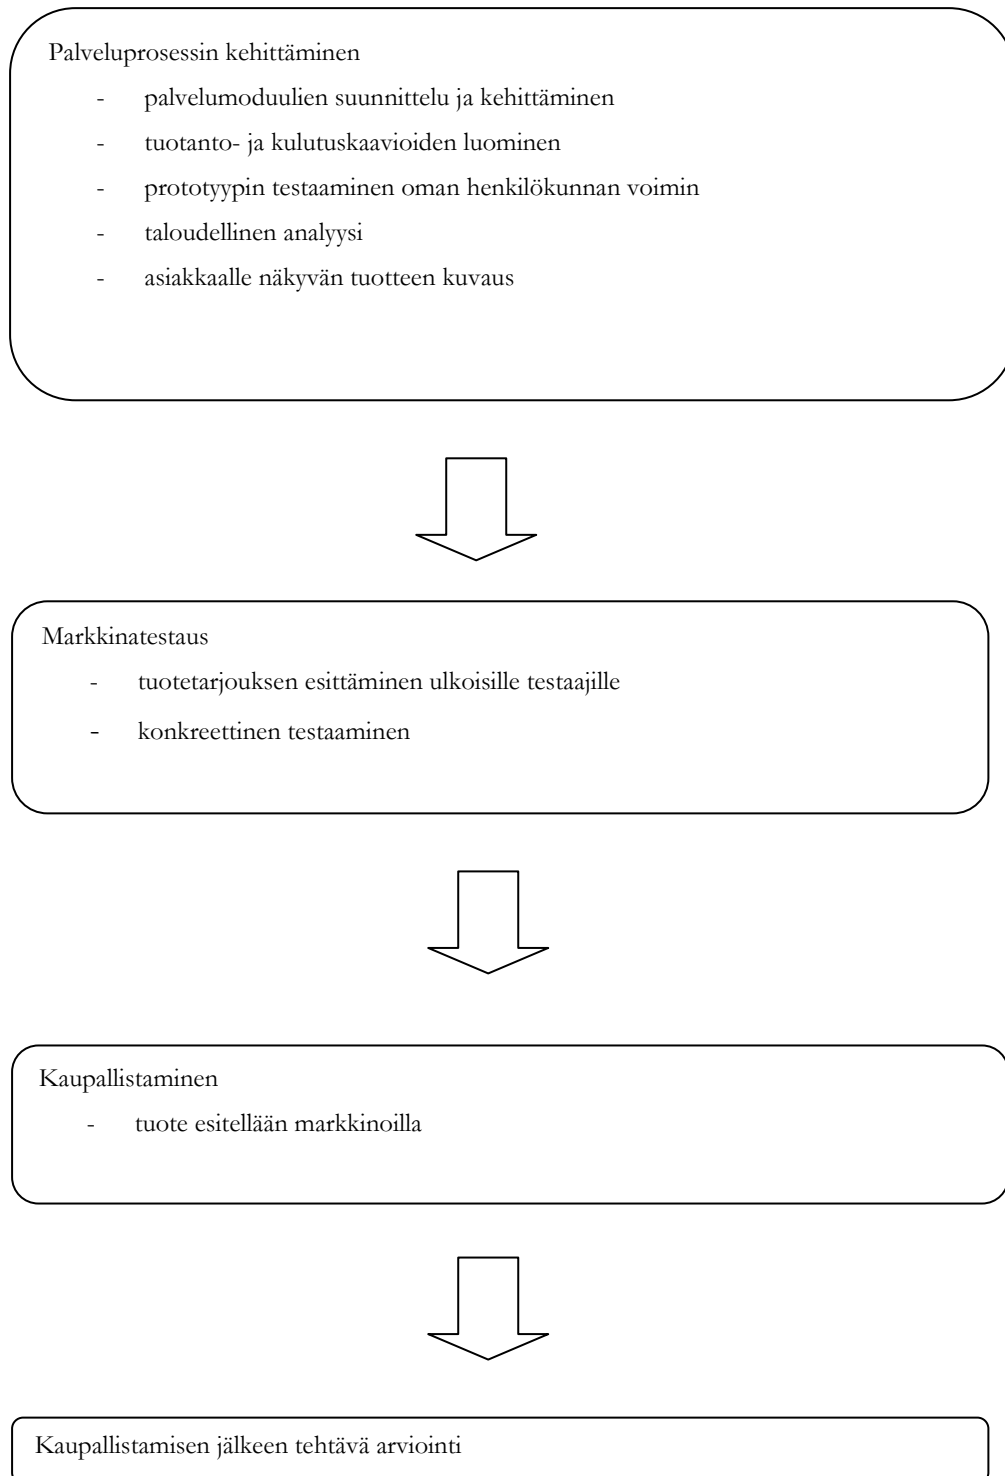 Palveluprosessin kehittäminen
- palvelumoduulien suunnittelu ja kehittäminen
- tuotanto- ja kulutuskaavioiden luominen
- prototyypin testaaminen oman henkilökunnan voimin
- taloudellinen analyysi
- asiakkaalle näkyvän tuotteen kuvaus
Markkinatestaus
- tuotetarjouksen esittäminen ulkoisille testaajille
- konkreettinen testaaminen
Kaupallistaminen
- tuote esitellään markkinoilla
Kaupallistamisen jälkeen tehtävä arviointi